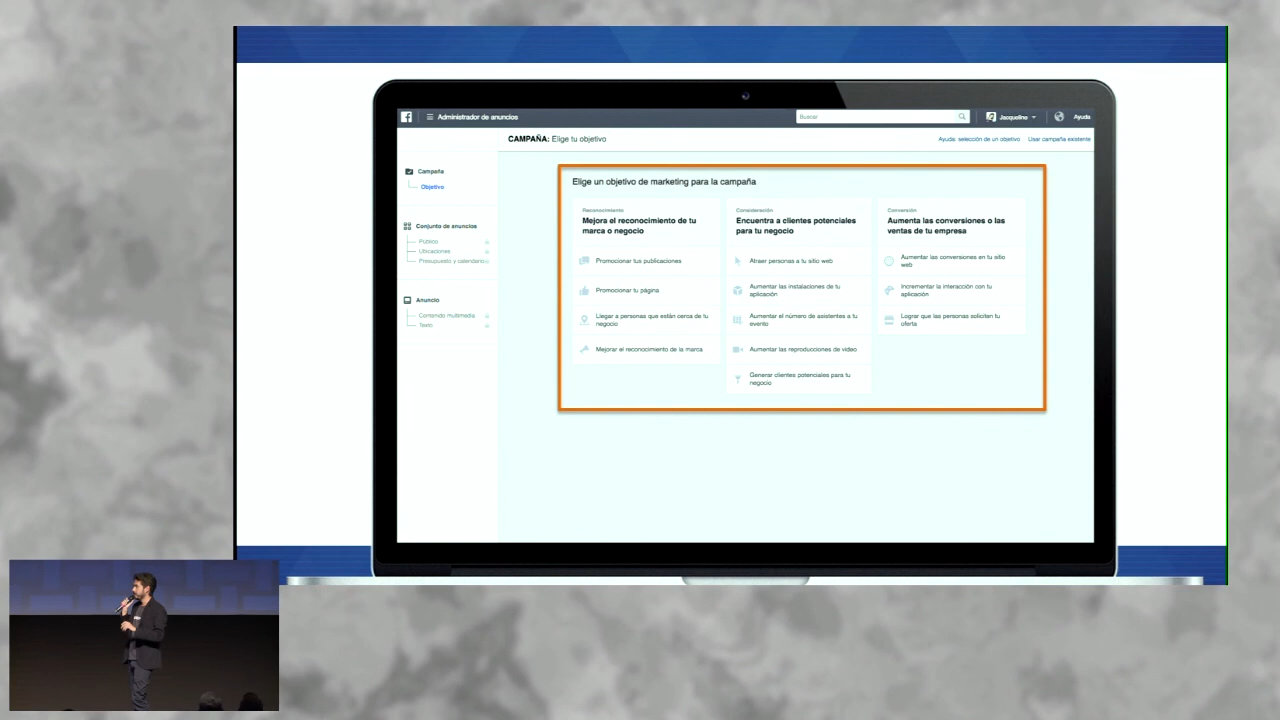 Administrador de anuncios
Buscar
Jacqueline
Ayuda
CAMPAÑA: Elige tu objetivo
Ayuda: selección de un objetivo
Usar campaña existente
Campaña
Objetivo
Conjunto de anuncios
Público
Ubicaciones
Presupuesto y calendario
Anuncio
Contenido multimedia
Texto
Elige un objetivo de marketing para la campaña
Reconocimiento
Mejora el reconocimiento de tu
marca o negocio
Promocionar tus publicaciones
Promocionar tu página
Llegar a personas que están cerca de tu
negocio
Mejorar el reconocimiento de la marca
Consideración
Encuentra a clientes potenciales
para tu negocio
Atraer personas a tu sitio web
Aumentar las instalaciones de tu
aplicación
Aumentar el número de asistentes a tu
evento
Aumentar las reproducciones de video
Generar clientes potenciales para tu
negocio
Conversión
Aumenta las conversiones o las
ventas de tu empresa
Aumentar las conversiones en tu sitio
web
Incrementar la interacción con tu
aplicación
Lograr que las personas soliciten tu
oferta